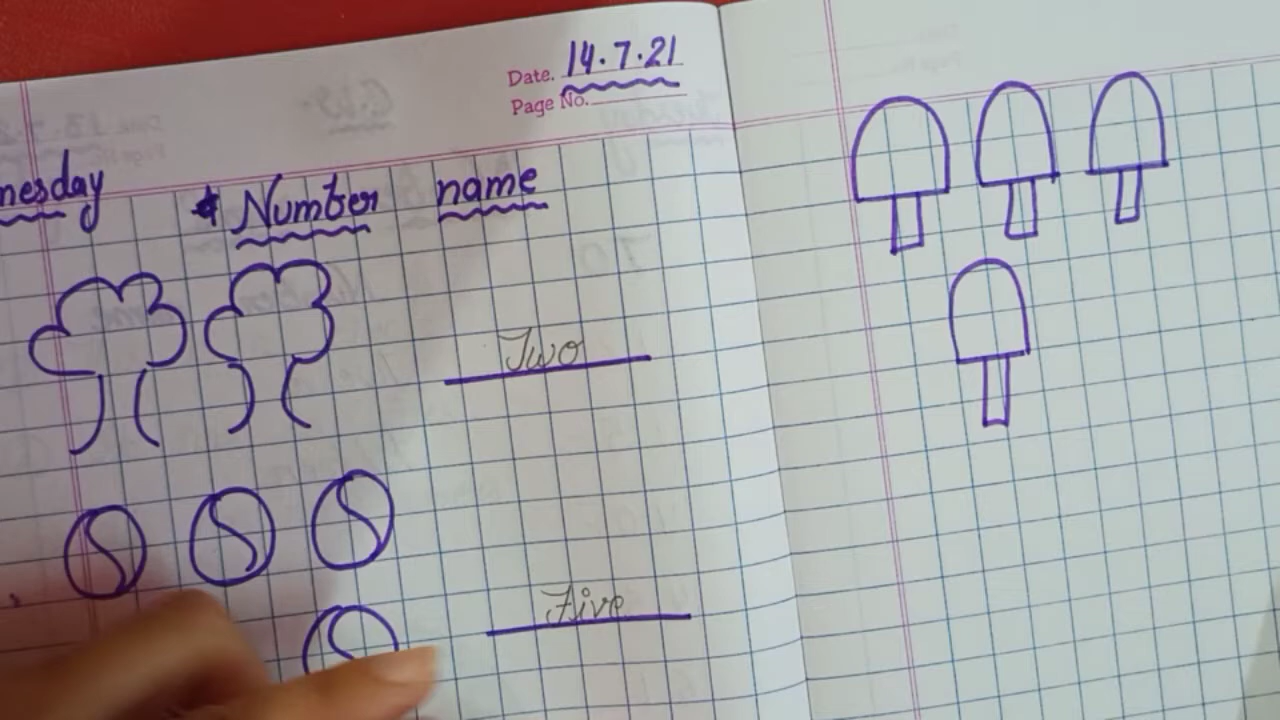 Date. 14.7.21
Page No.
nesday * Number name
Two
Five